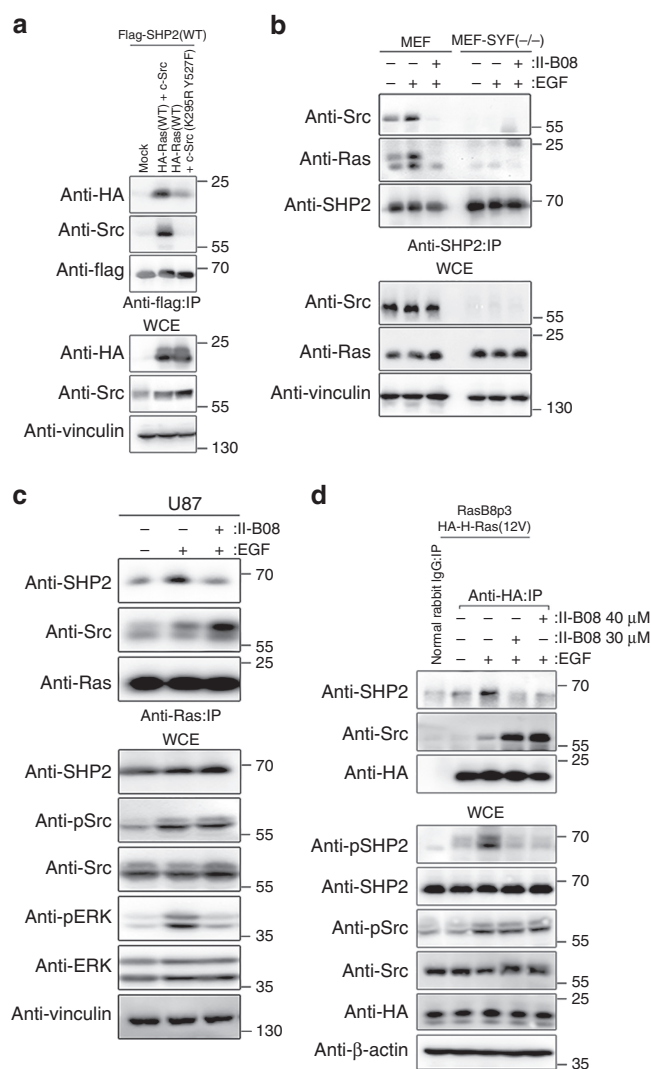 a
Flag-SHP2(WT)
Mock
HA-Ras(WT) + c-Src
HA-Ras(WT)
+ c-Src (K295R Y527F)
Anti-HA
25
Anti-Src
55
Anti-flag
70
Anti-flag:IP
WCE
Anti-HA
25
Anti-Src
55
Anti-vinculin
130
b
MEF MEF-SYF(–/–)
– – + – – + :II-B08
– + + – + + :EGF
Anti-Src
55
Anti-Ras
25
Anti-SHP2
70
Anti-SHP2:IP
WCE
Anti-Src
55
Anti-Ras
25
Anti-vinculin
130
c
U87
– – + :II-B08
– + + :EGF
Anti-SHP2
70
Anti-Src
55
Anti-Ras
25
Anti-Ras:IP
WCE
Anti-SHP2
70
Anti-pSrc
55
Anti-Src
55
Anti-pERK
35
Anti-ERK
35
Anti-vinculin
130
d
RasB8p3
HA-H-Ras(12V)
Normal rabbit IgG:IP
Anti-HA:IP
– – – + :II-B08 40 μM
– – + – :II-B08 30 μM
– + + + :EGF
Anti-SHP2
70
Anti-Src
55
Anti-HA
25
WCE
Anti-pSHP2
70
Anti-SHP2
70
Anti-pSrc
55
Anti-Src
55
Anti-HA
25
Anti-β-actin
35